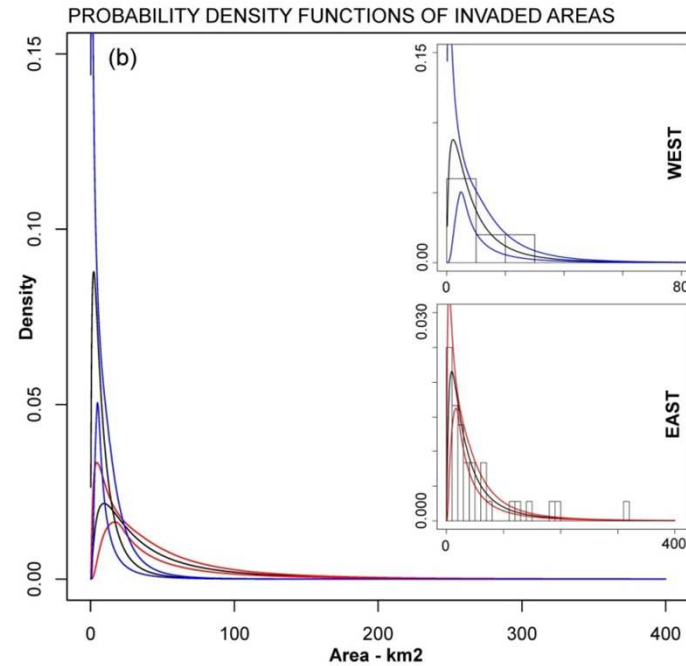 PROBABILITY DENSITY FUNCTIONS OF INVADED AREAS
(b)
Density
0.15
0.10
0.05
0.00
0 100 200 300 400
Area - km2
0.15
0.00
0 80
WEST
0.030
0.000
0 400
EAST